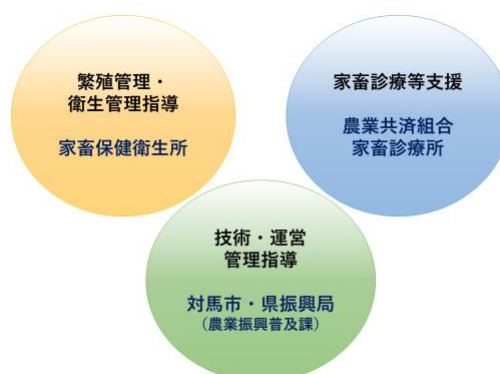 繁殖管理・
衛生管理指導
家畜保健衛生所
家畜診療等支援
農業共済組合
家畜診療所
技術・運営
管理指導
対馬市・県振興局
（農業振興普及課）